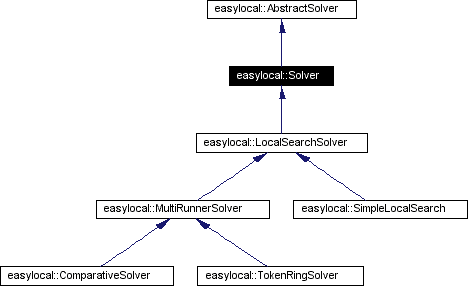 easylocal::AbstractSolver
easylocal::Solver
easylocal::LocalSearchSolver
easylocal::MultiRunnerSolver
easylocal::SimpleLocalSearch
easylocal::ComparativeSolver
easylocal::TokenRingSolver